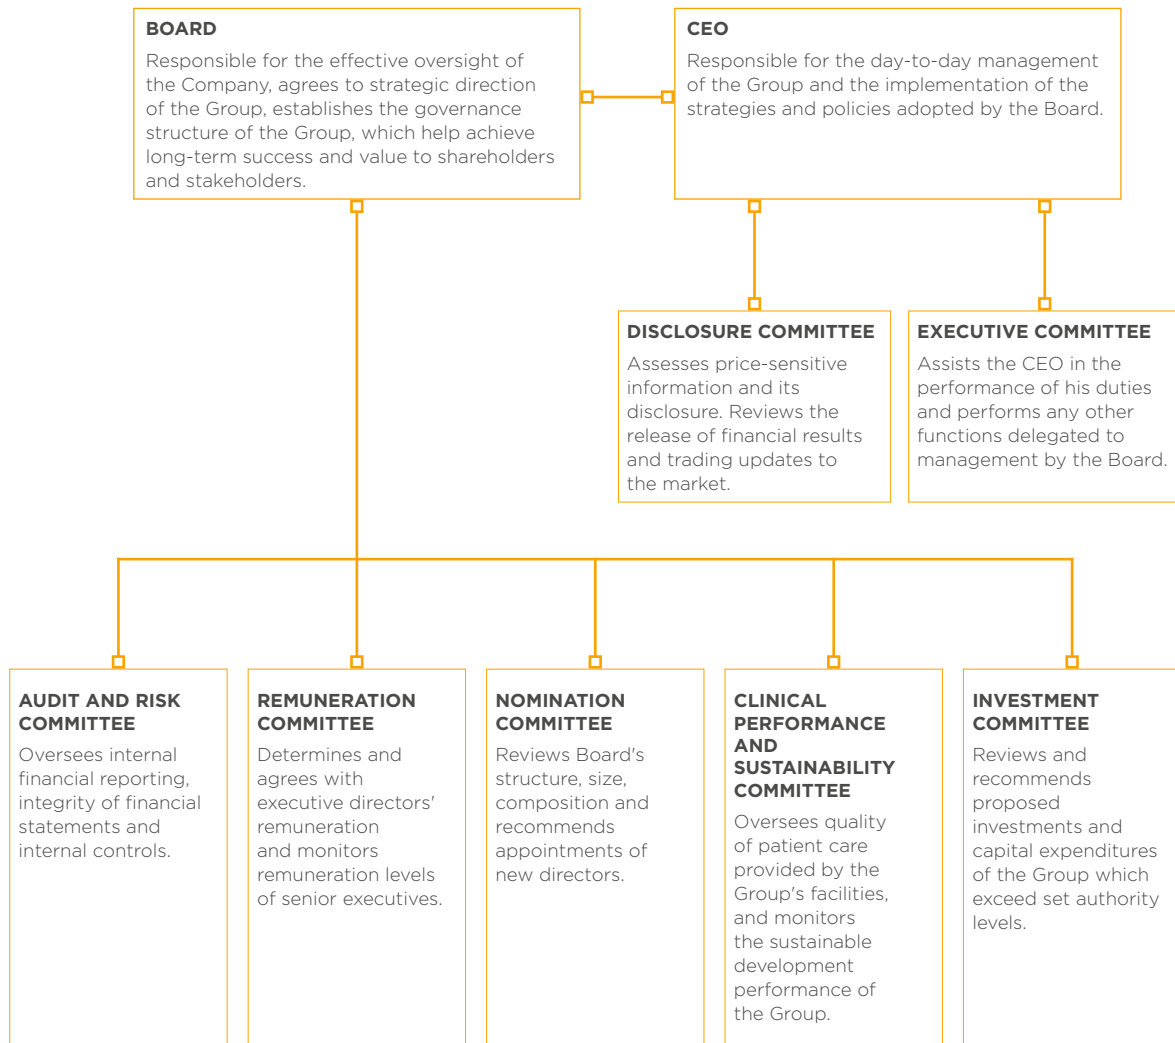 BOARD
Responsible for the effective oversight of
the Company, agrees to strategic direction
of the Group, establishes the governance
structure of the Group, which help achieve
long-term success and value to shareholders
and stakeholders.
CEO
Responsible for the day-to-day management
of the Group and the implementation of the
strategies and policies adopted by the Board.
DISCLOSURE COMMITTEE
Assesses price-sensitive
information and its
disclosure. Reviews the
release of financial results
and trading updates to
the market.
EXECUTIVE COMMITTEE
Assists the CEO in the
performance of his duties
and performs any other
functions delegated to
management by the Board.
AUDIT AND RISK
COMMITTEE
Oversees internal
financial reporting,
integrity of financial
statements and
internal controls.
REMUNERATION
COMMITTEE
Determines and
agrees with
executive directors'
remuneration
and monitors
remuneration levels
of senior executives.
NOMINATION
COMMITTEE
Reviews Board's
structure, size,
composition and
recommends
appointments of
new directors.
CLINICAL
PERFORMANCE
AND
SUSTAINABILITY
COMMITTEE
Oversees quality
of patient care
provided by the
Group's facilities,
and monitors
the sustainable
development
performance of
the Group.
INVESTMENT
COMMITTEE
Reviews and
recommends
proposed
investments and
capital expenditures
of the Group which
exceed set authority
levels.